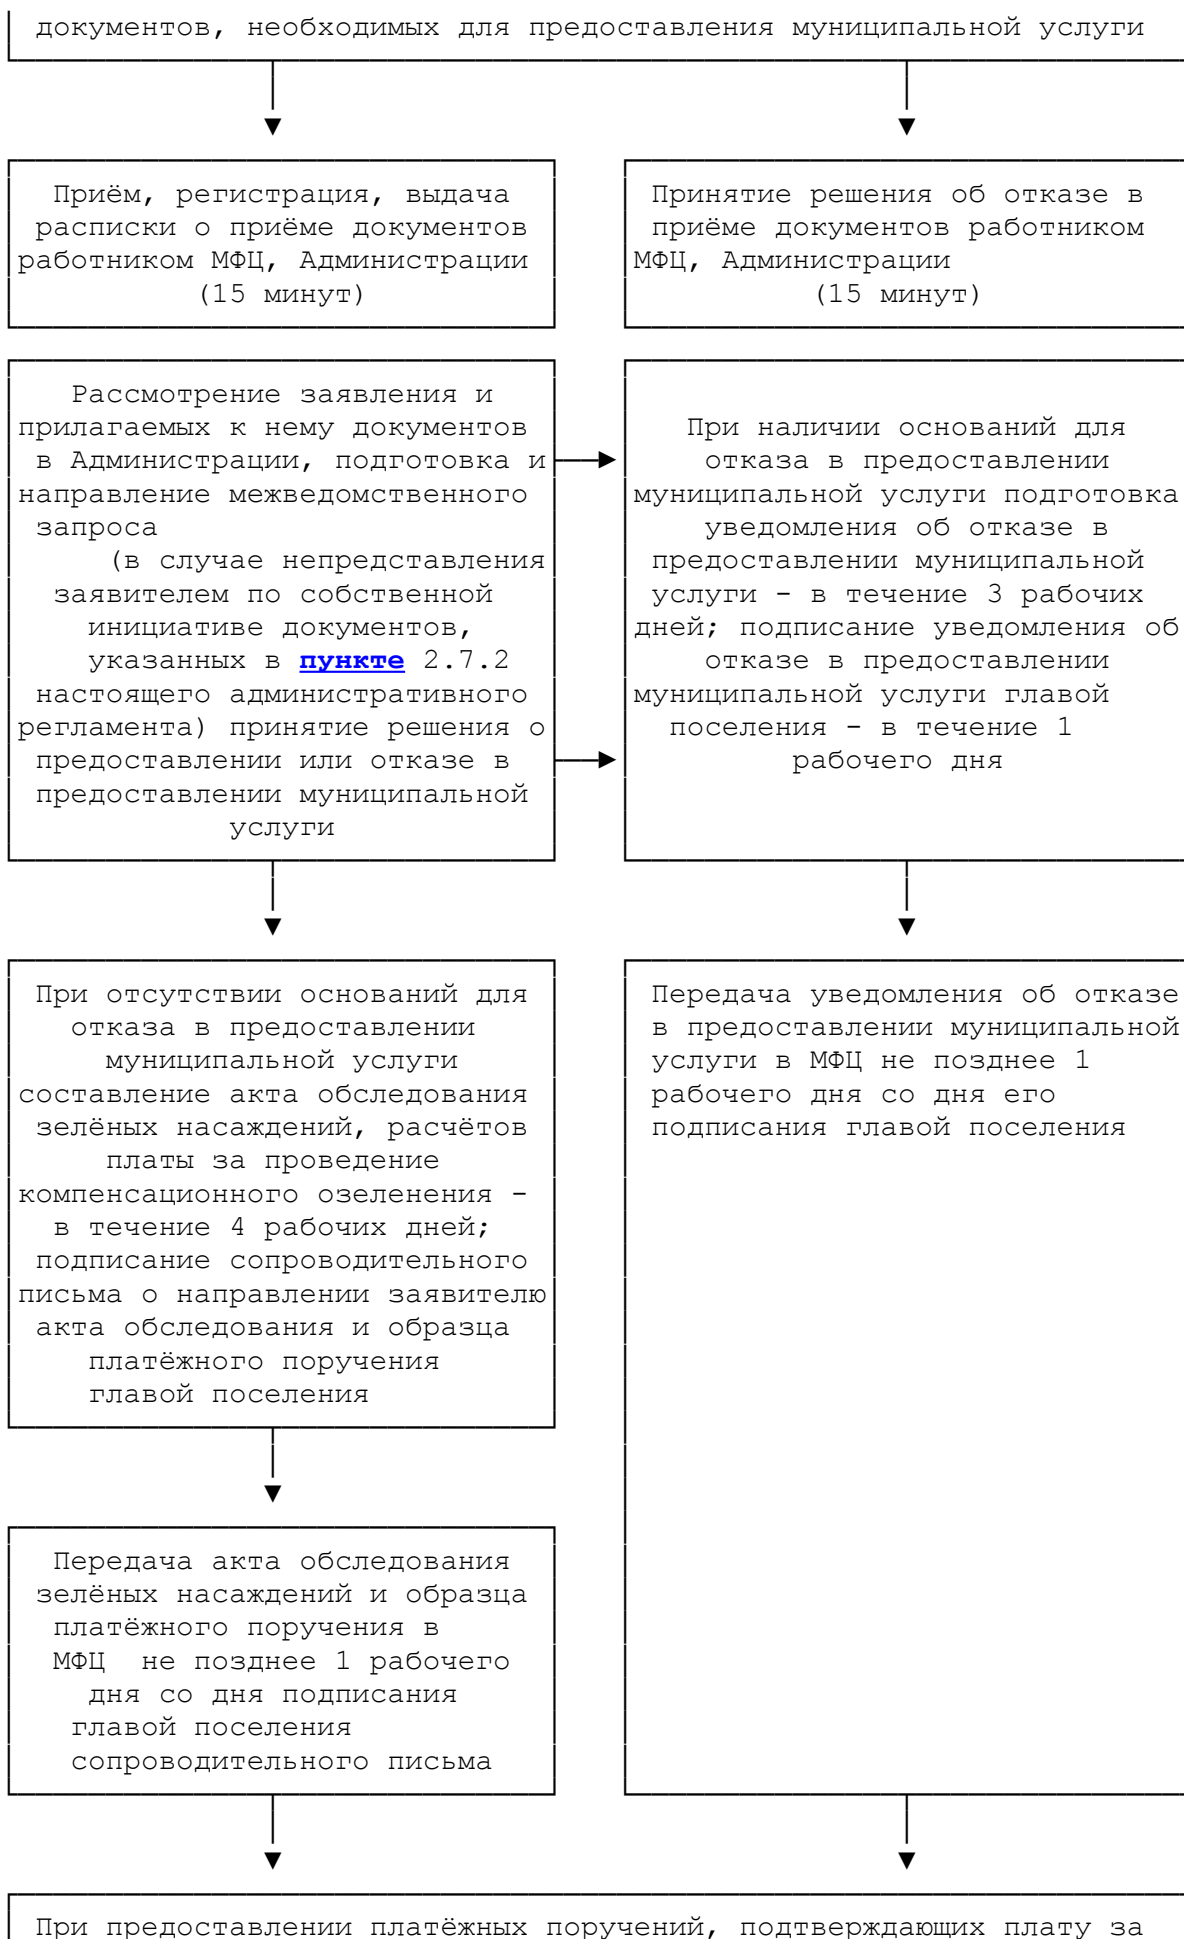 документов, необходимых для предоставления муниципальной услуги
Приём, регистрация, выдача
расписки о приёме документов
работником МФЦ, Администрации
(15 минут)
Принятие решения об отказе в
приёме документов работником
МФЦ, Администрации
(15 минут)
Рассмотрение заявления и
прилагаемых к нему документов
в Администрации, подготовка и
направление межведомственного
запроса
(в случае непредставления
заявителем по собственной
инициативе документов,
указанных в пункте 2.7.2
настоящего административного
регламента) принятие решения о
предоставлении или отказе в
предоставлении муниципальной
услуги
При наличии оснований для
отказа в предоставлении
муниципальной услуги подготовка
уведомления об отказе в
предоставлении муниципальной
услуги - в течение 3 рабочих
дней; подписание уведомления об
отказе в предоставлении
муниципальной услуги главой
поселения - в течение 1
рабочего дня
При отсутствии оснований для
отказа в предоставлении
муниципальной услуги
составление акта обследования
зелёных насаждений, расчётов
платы за проведение
компенсационного озеленения -
в течение 4 рабочих дней;
подписание сопроводительного
письма о направлении заявителю
акта обследования и образца
платёжного поручения
главой поселения
Передача уведомления об отказе
в предоставлении муниципальной
услуги в МФЦ не позднее 1
рабочего дня со дня его
подписания главой поселения
Передача акта обследования
зелёных насаждений и образца
платёжного поручения в
МФЦ  не позднее 1 рабочего
дня со дня подписания
главой поселения
сопроводительного письма
При предоставлении платёжных поручений, подтверждающих плату за